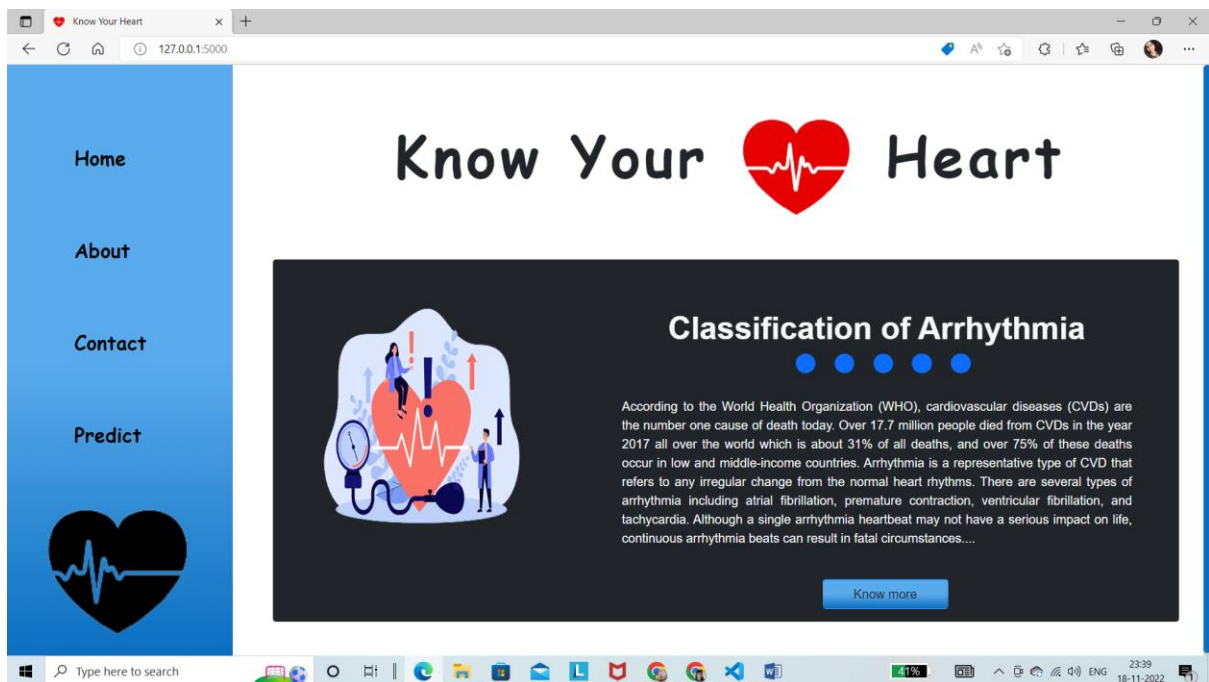 Know Your Heart
127.0.0.1:5000
Home
About
Contact
Predict
Know Your Heart
Classification of Arrhythmia
According to the World Health Organization (WHO), cardiovascular diseases (CVDs) are
the number one cause of death today. Over 17.7 million people died from CVDs in the year
2017 all over the world which is about 31% of all deaths, and over 75% of these deaths
occur in low and middle-income countries. Arrhythmia is a representative type of CVD that
refers to any irregular change from the normal heart rhythms. There are several types of
arrhythmia including atrial fibrillation, premature contraction, ventricular fibrillation, and
tachycardia. Although a single arrhythmia heartbeat may not have a serious impact on life,
continuous arrhythmia beats can result in fatal circumstances....
Know more
Type here to search
41%
ENG
23:39
18-11-2022